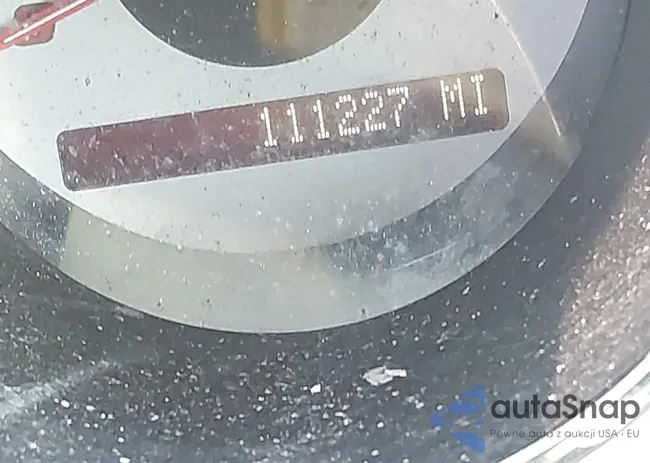 111227 MI
autaSnap
Pewne auta z aukcji USA i EU